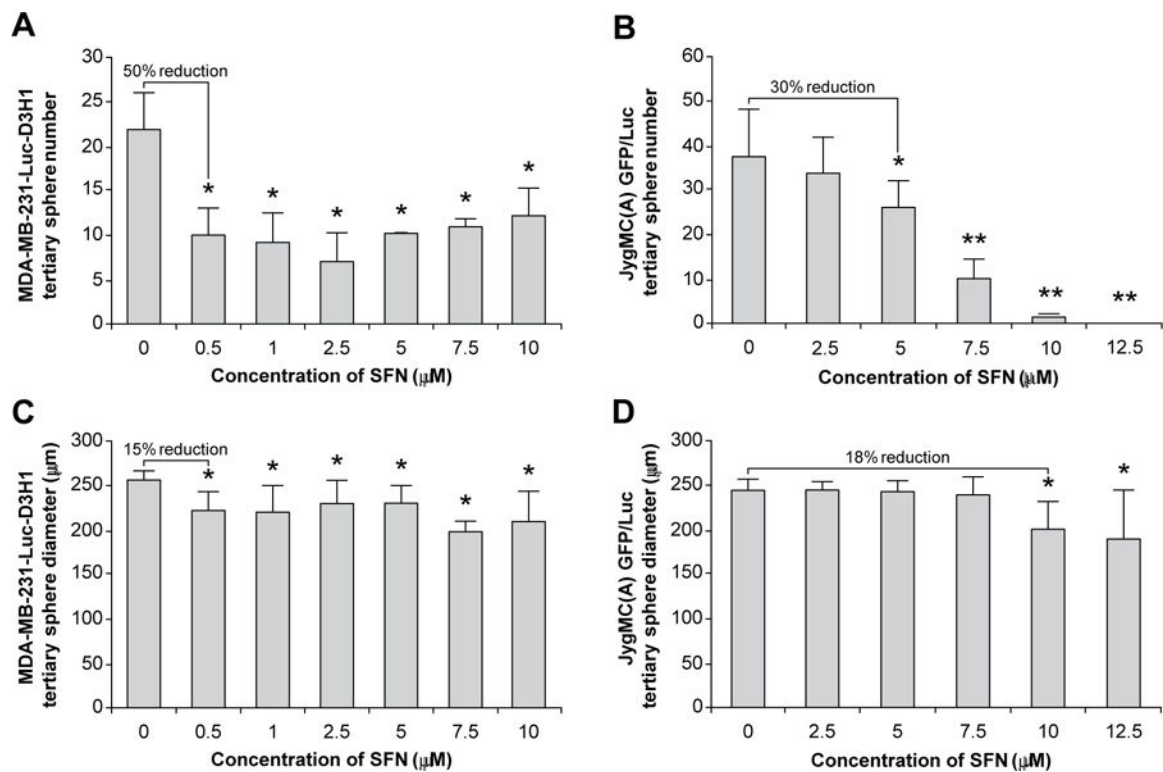 A
MDA-MB-231-Luc-D3H1
tertiary sphere number
30
25
20
15
10
5
0
50% reduction
*
*
*
*
*
*
0 0.5 1 2.5 5 7.5 10
Concentration of SFN (μM)
B
JygMC(A) GFP/Luc
tertiary sphere number
60
50
40
30
20
10
0
30% reduction
*
**
**
**
0 2.5 5 7.5 10 12.5
Concentration of SFN (μM)
C
MDA-MB-231-Luc-D3H1
tertiary sphere diameter (μm)
300
250
200
150
100
50
0
15% reduction
*
*
*
*
*
*
0 0.5 1 2.5 5 7.5 10
Concentration of SFN (μM)
D
JygMC(A) GFP/Luc
tertiary sphere diameter (μm)
300
250
200
150
100
50
0
18% reduction
*
*
0 2.5 5 7.5 10 12.5
Concentration of SFN (μM)